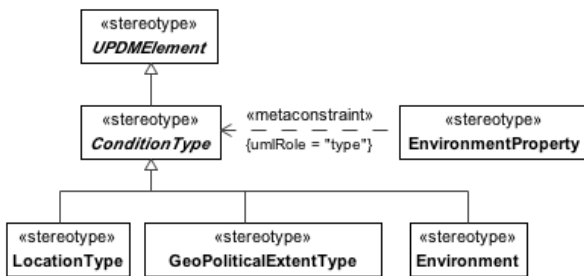 «stereotype»
UPDMElement
«stereotype»
ConditionType
«metaconstraint»
{umlRole = "type"}
«stereotype»
EnvironmentProperty
«stereotype»
LocationType
«stereotype»
GeoPoliticalExtentType
«stereotype»
Environment